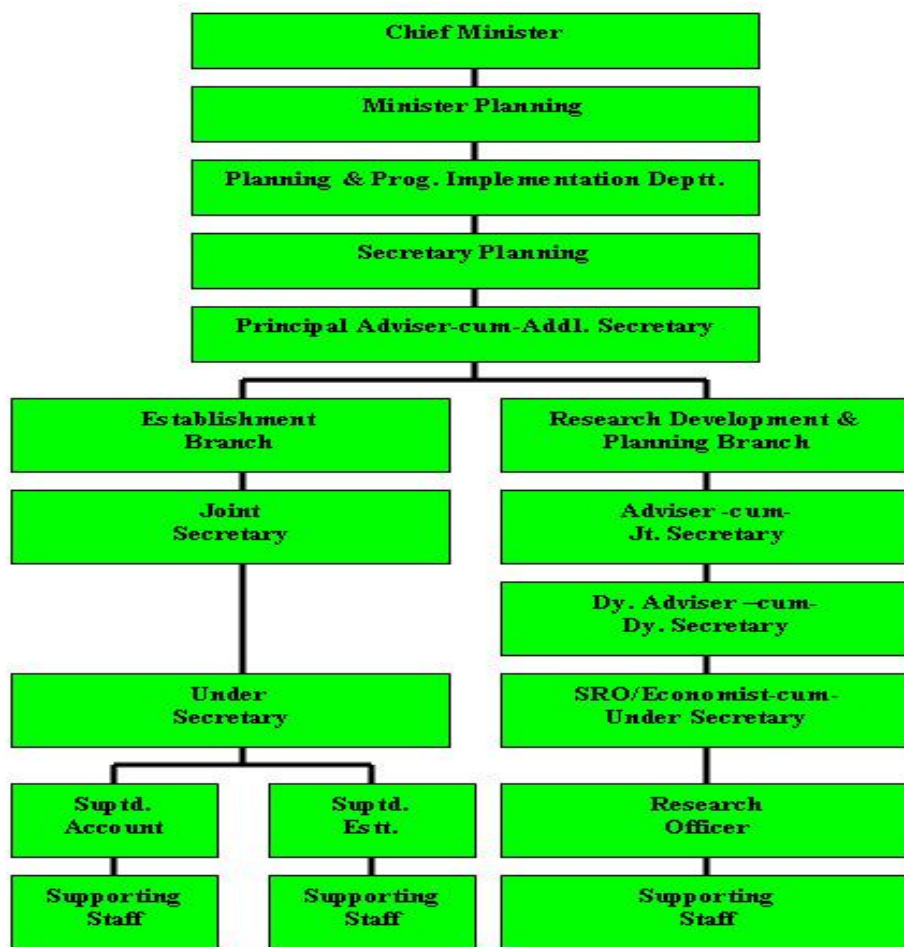 Chief Minister
Minister Planning
Planning & Prog. Implementation Deptt.
Secretary Planning
Principal Adviser-cum-Addl. Secretary
Establishment
Branch
Research Development &
Planning Branch
Joint
Secretary
Adviser -cum-
Jt. Secretary
Dy. Adviser –cum-
Dy. Secretary
Under
Secretary
SRO/Economist-cum-
Under Secretary
Suptd.
Account
Suptd.
Estt.
Research
Officer
Supporting
Staff
Supporting
Staff
Supporting
Staff